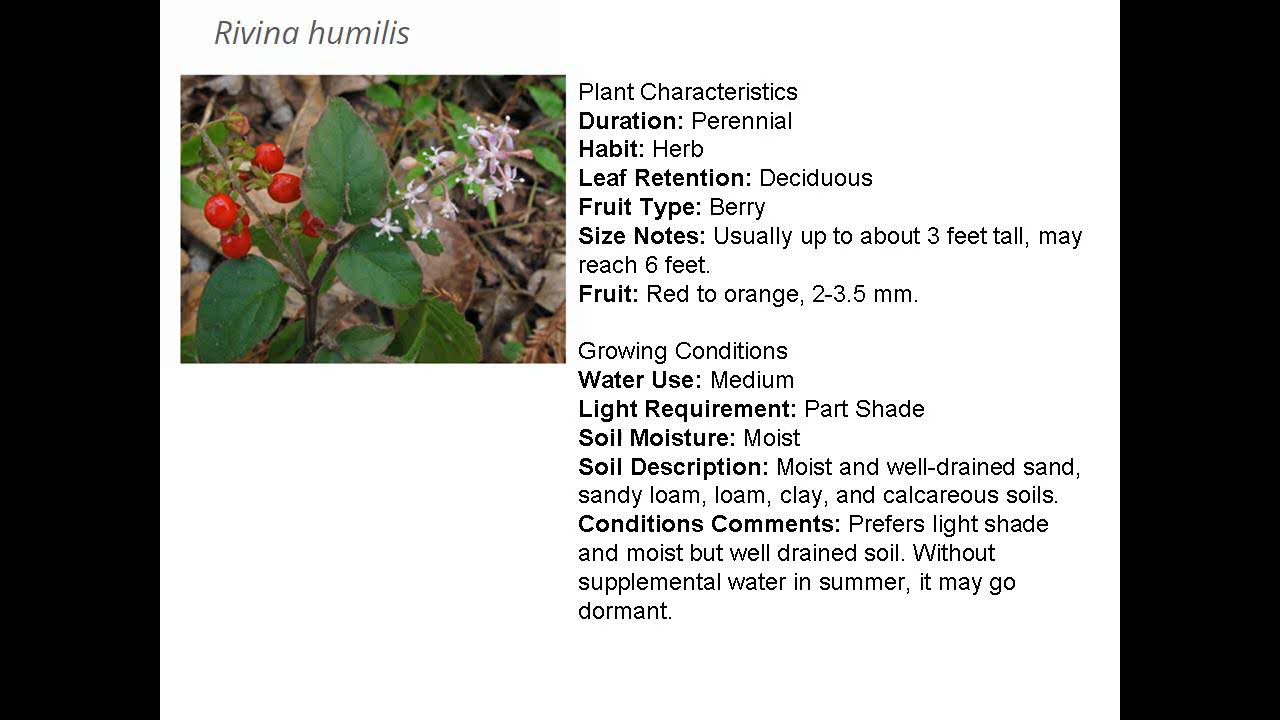 Rivina humilis
Plant Characteristics
Duration: Perennial
Habit: Herb
Leaf Retention: Deciduous
Fruit Type: Berry
Size Notes: Usually up to about 3 feet tall, may
reach 6 feet.
Fruit: Red to orange, 2-3.5 mm.
Growing Conditions
Water Use: Medium
Light Requirement: Part Shade
Soil Moisture: Moist
Soil Description: Moist and well-drained sand,
sandy loam, loam, clay, and calcareous soils.
Conditions Comments: Prefers light shade
and moist but well drained soil. Without
supplemental water in summer, it may go
dormant.